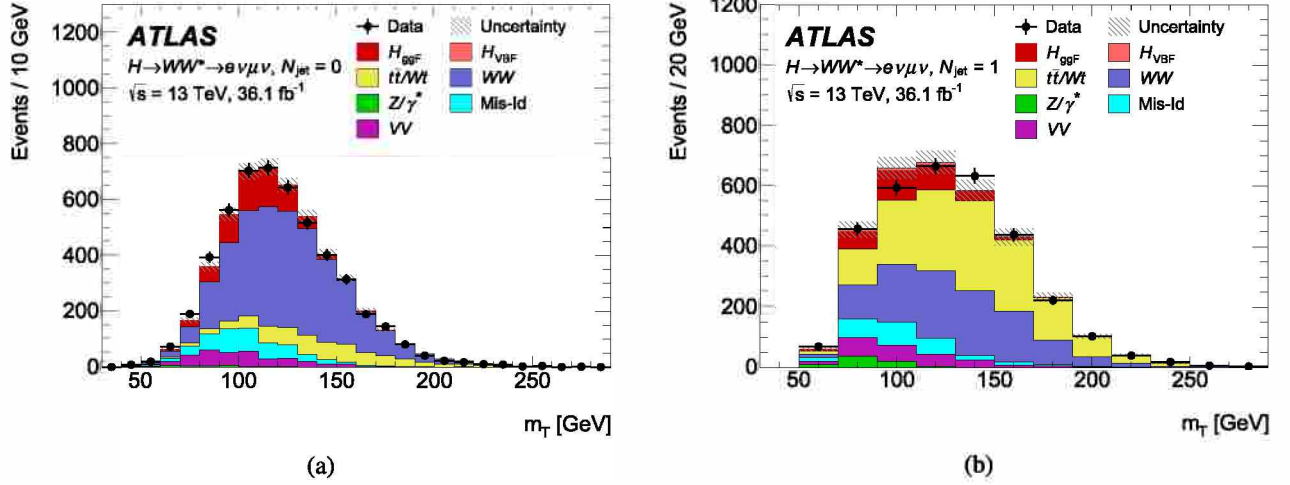 Events / 10 GeV
1200
1000
800
600
400
200
0
50
100
150
200
250
m_T [GeV]
ATLAS
H→WW*→eνμν, N_jet = 0
√s = 13 TeV, 36.1 fb⁻¹
Data
Uncertainty
H_ggF
H_VBF
tt̄/Wt
WW
Z/γ*
Mis-Id
VV
(a)
Events / 20 GeV
1200
1000
800
600
400
200
0
50
100
150
200
250
m_T [GeV]
ATLAS
H→WW*→eνμν, N_jet = 1
√s = 13 TeV, 36.1 fb⁻¹
Data
Uncertainty
H_ggF
H_VBF
tt̄/Wt
WW
Z/γ*
Mis-Id
VV
(b)